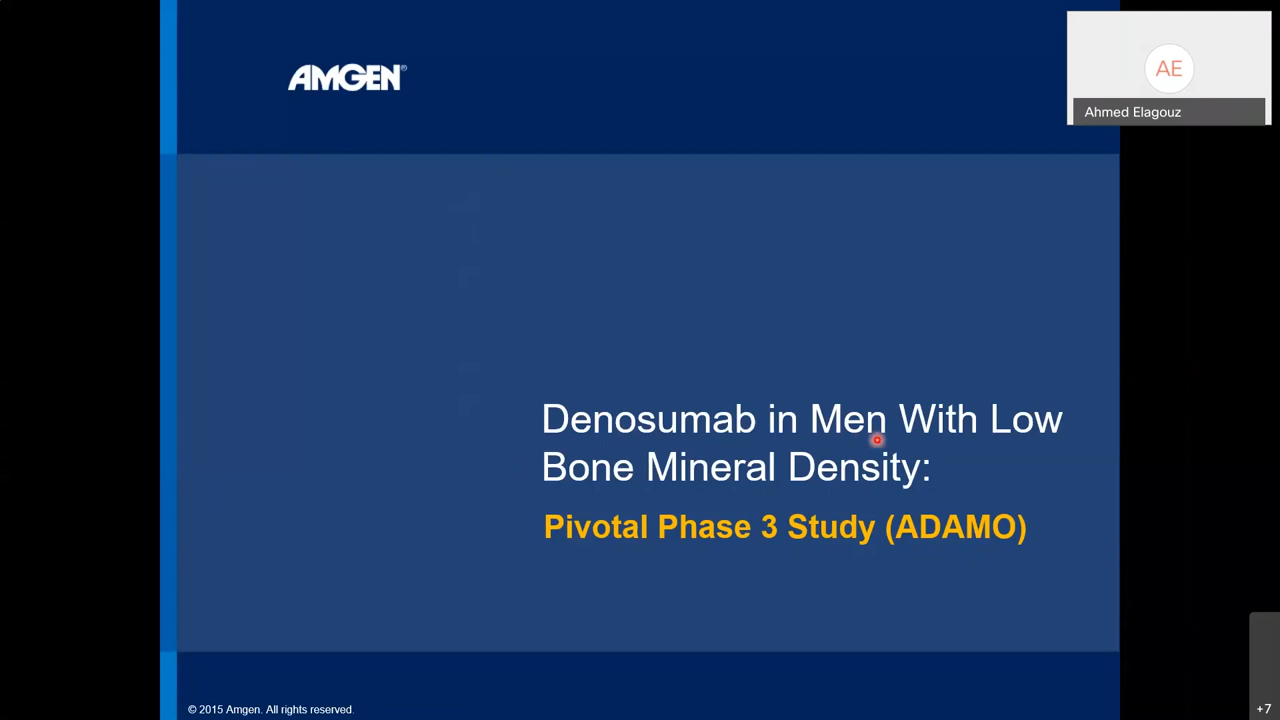 AMGEN®
AE
Ahmed Elagouz
Denosumab in Men With Low
Bone Mineral Density:
Pivotal Phase 3 Study (ADAMO)
© 2015 Amgen. All rights reserved.
+7